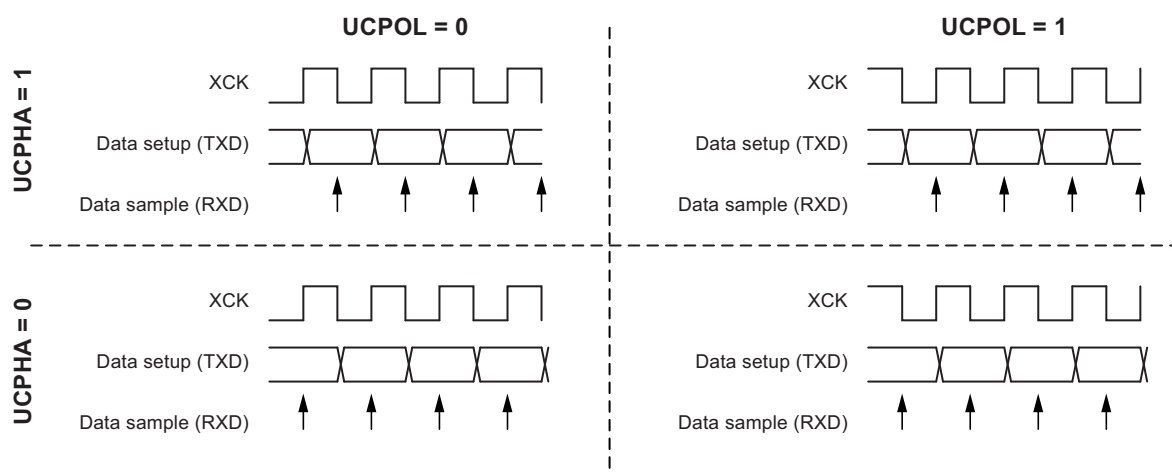 UCPOL = 0
UCPOL = 1
UCPHA = 1
XCK
Data setup (TXD)
Data sample (RXD)
XCK
Data setup (TXD)
Data sample (RXD)
UCPHA = 0
XCK
Data setup (TXD)
Data sample (RXD)
XCK
Data setup (TXD)
Data sample (RXD)